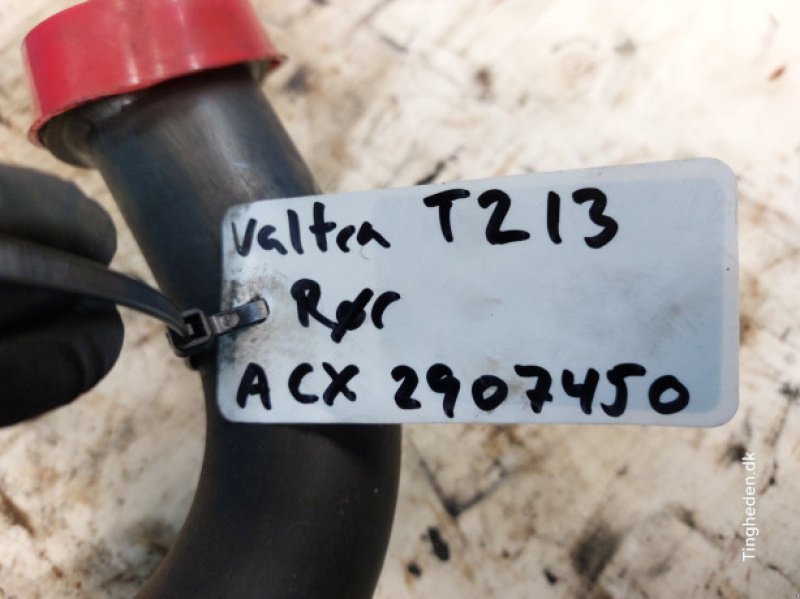 Valtra T213
Rør
ACX 2907450
Tingheden.dk